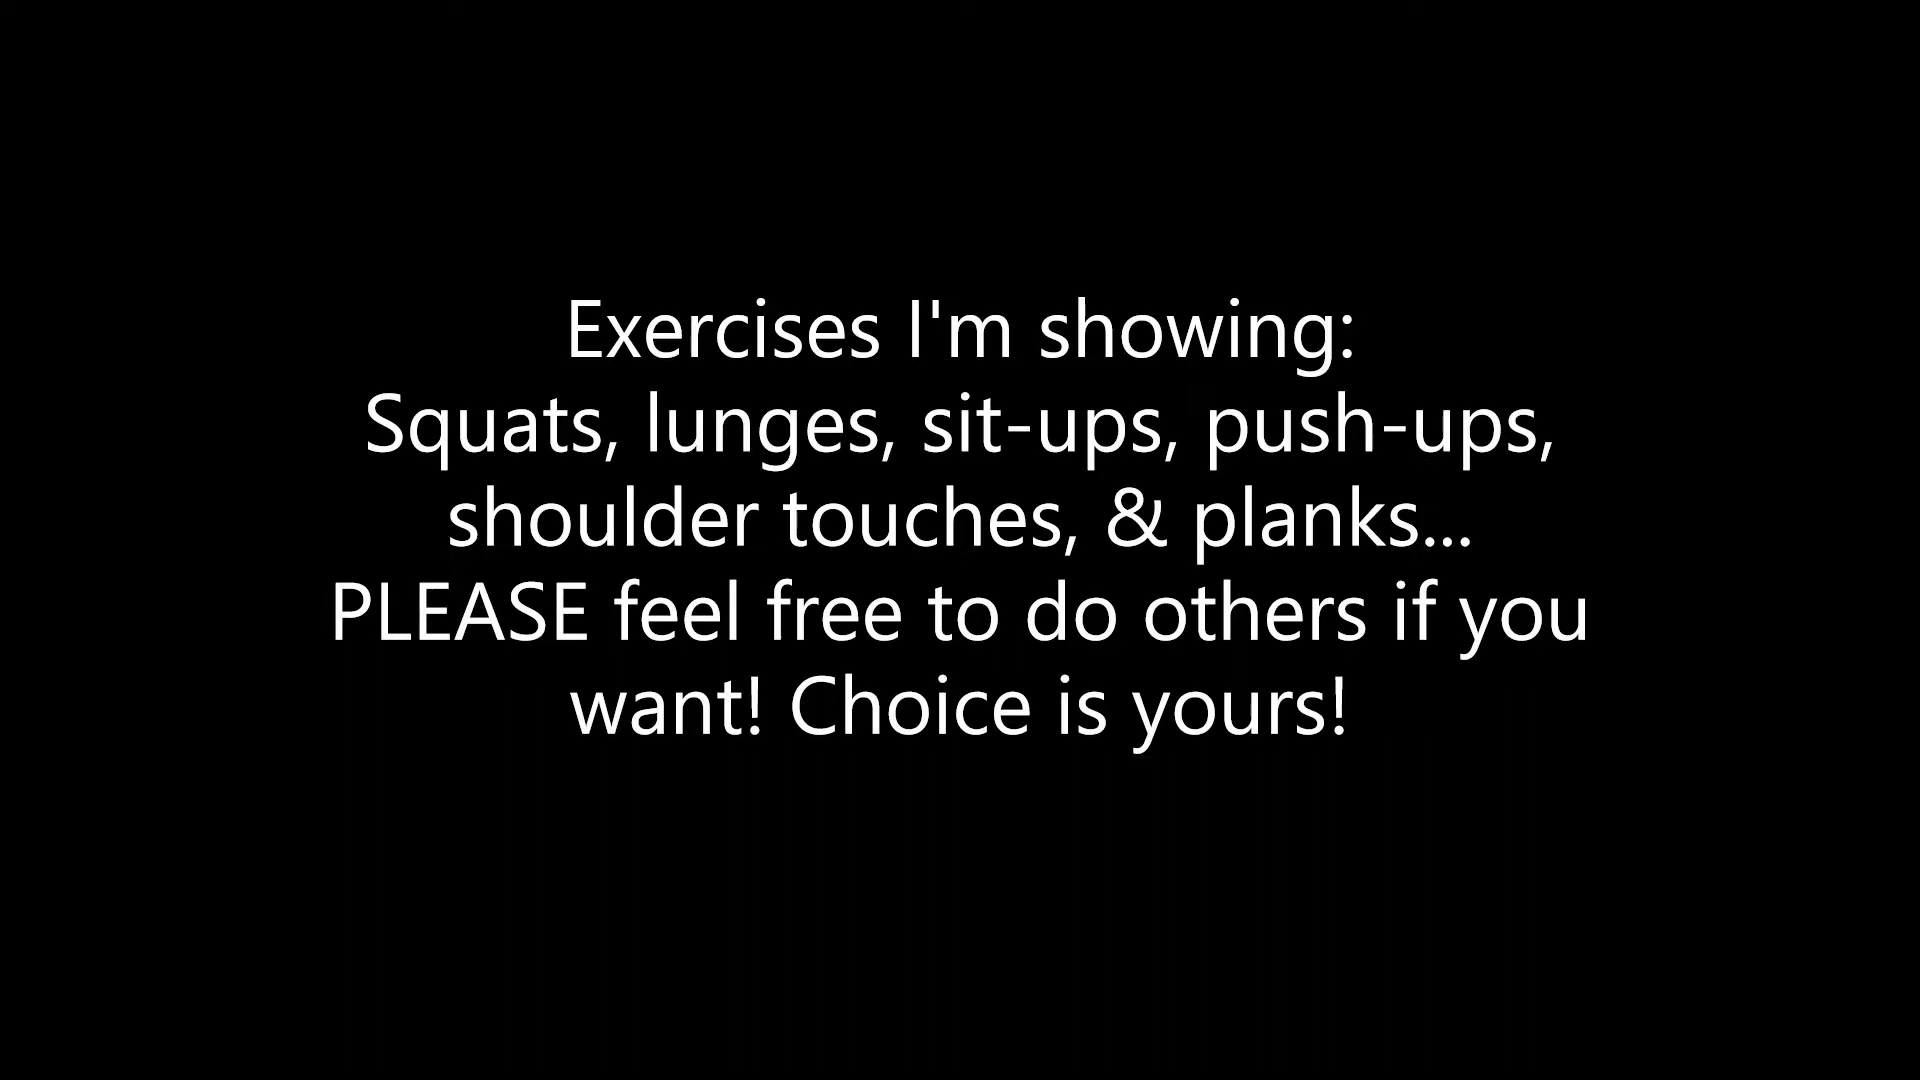 Exercises I'm showing:
Squats, lunges, sit-ups, push-ups,
shoulder touches, & planks...
PLEASE feel free to do others if you
want! Choice is yours!